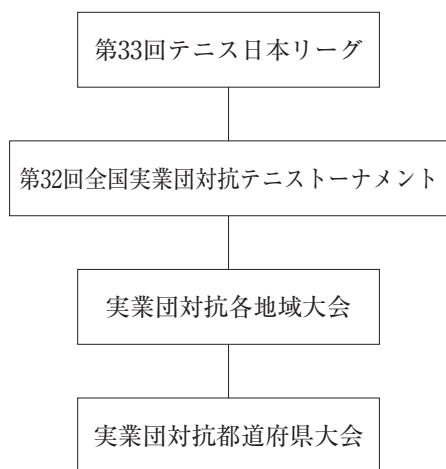 第33回テニス日本リーグ
第32回全国実業団対抗テニストーナメント
実業団対抗各地域大会
実業団対抗都道府県大会